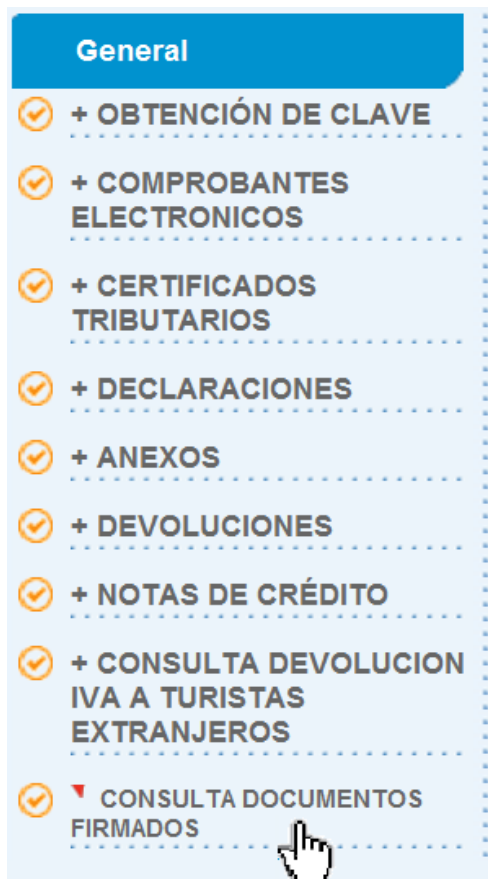 General
+ OBTENCIÓN DE CLAVE
+ COMPROBANTES
ELECTRONICOS
+ CERTIFICADOS
TRIBUTARIOS
+ DECLARACIONES
+ ANEXOS
+ DEVOLUCIONES
+ NOTAS DE CRÉDITO
+ CONSULTA DEVOLUCION
IVA A TURISTAS
EXTRANJEROS
CONSULTA DOCUMENTOS
FIRMADOS